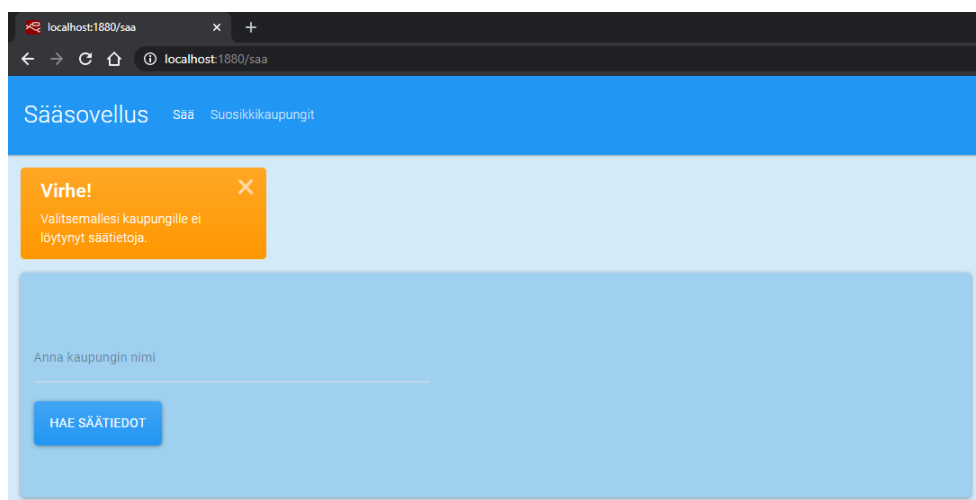 localhost:1880/saa
localhost:1880/saa
Sääsovellus Sää Suosikkikaupungit
Virhe!
Valitsemallesi kaupungille ei
löytynyt säätietoja.
Anna kaupungin nimi
HAE SÄÄTIEDOT